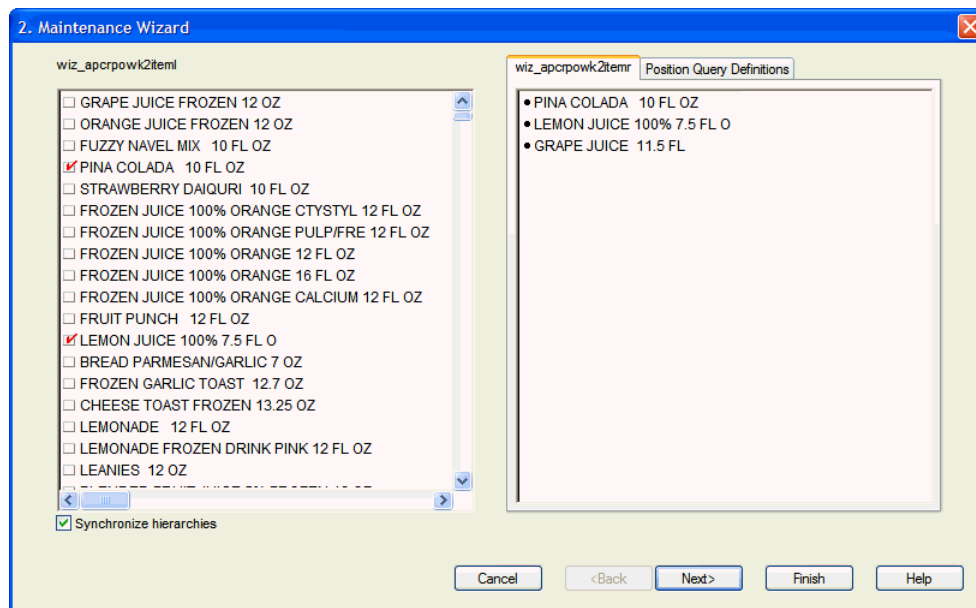 2. Maintenance Wizard
wiz_apcrpowk2iteml
GRAPE JUICE FROZEN 12 OZ
ORANGE JUICE FROZEN 12 OZ
FUZZY NAVEL MIX 10 FL OZ
PINA COLADA 10 FL OZ
STRAWBERRY DAIQURI 10 FL OZ
FROZEN JUICE 100% ORANGE CTYSTYL 12 FL OZ
FROZEN JUICE 100% ORANGE PULP/FRE 12 FL OZ
FROZEN JUICE 100% ORANGE 12 FL OZ
FROZEN JUICE 100% ORANGE 16 FL OZ
FROZEN JUICE 100% ORANGE CALCIUM 12 FL OZ
FRUIT PUNCH 12 FL OZ
LEMON JUICE 100% 7.5 FL O
BREAD PARMESAN/GARLIC 7 OZ
FROZEN GARLIC TOAST 12.7 OZ
CHEESE TOAST FROZEN 13.25 OZ
LEMONADE 12 FL OZ
LEMONADE FROZEN DRINK PINK 12 FL OZ
LEANIES 12 OZ
Synchronize hierarchies
wiz_apcrpowk2itemr Position Query Definitions
PINA COLADA 10 FL OZ
LEMON JUICE 100% 7.5 FL O
GRAPE JUICE 11.5 FL
Cancel <Back Next> Finish Help